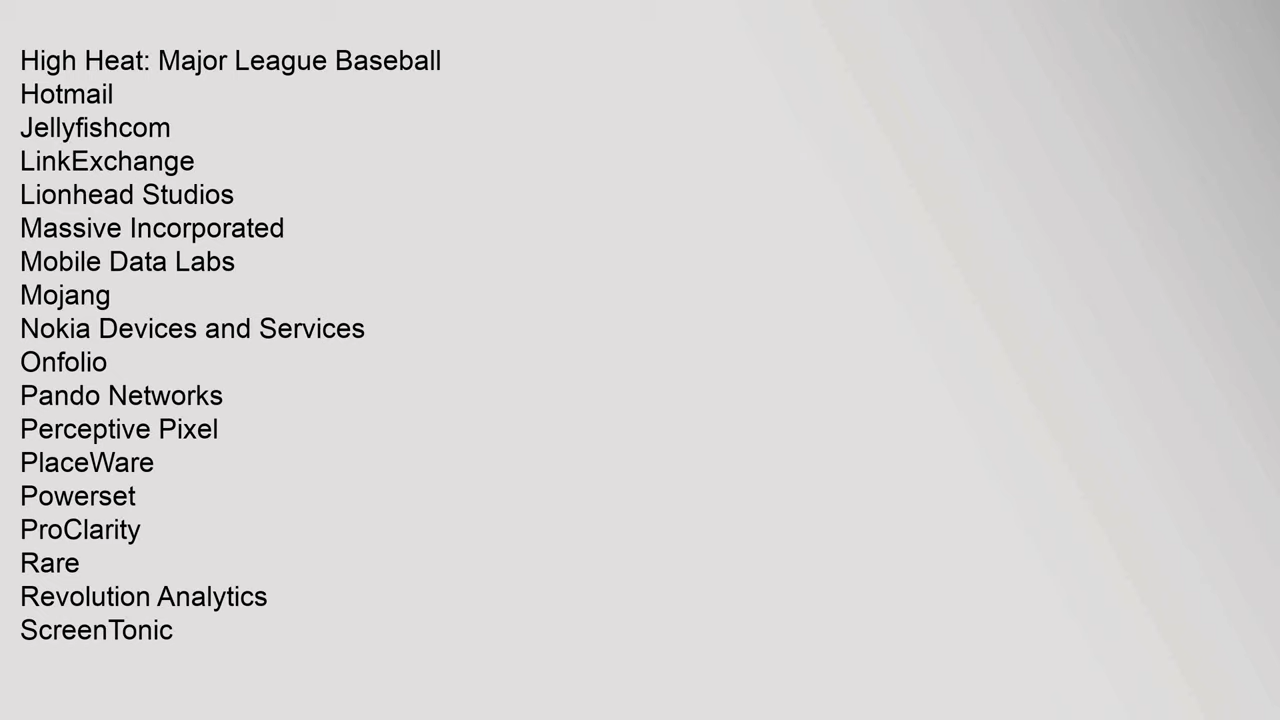 High Heat: Major League Baseball
Hotmail
Jellyfishcom
LinkExchange
Lionhead Studios
Massive Incorporated
Mobile Data Labs
Mojang
Nokia Devices and Services
Onfolio
Pando Networks
Perceptive Pixel
PlaceWare
Powerset
ProClarity
Rare
Revolution Analytics
ScreenTonic